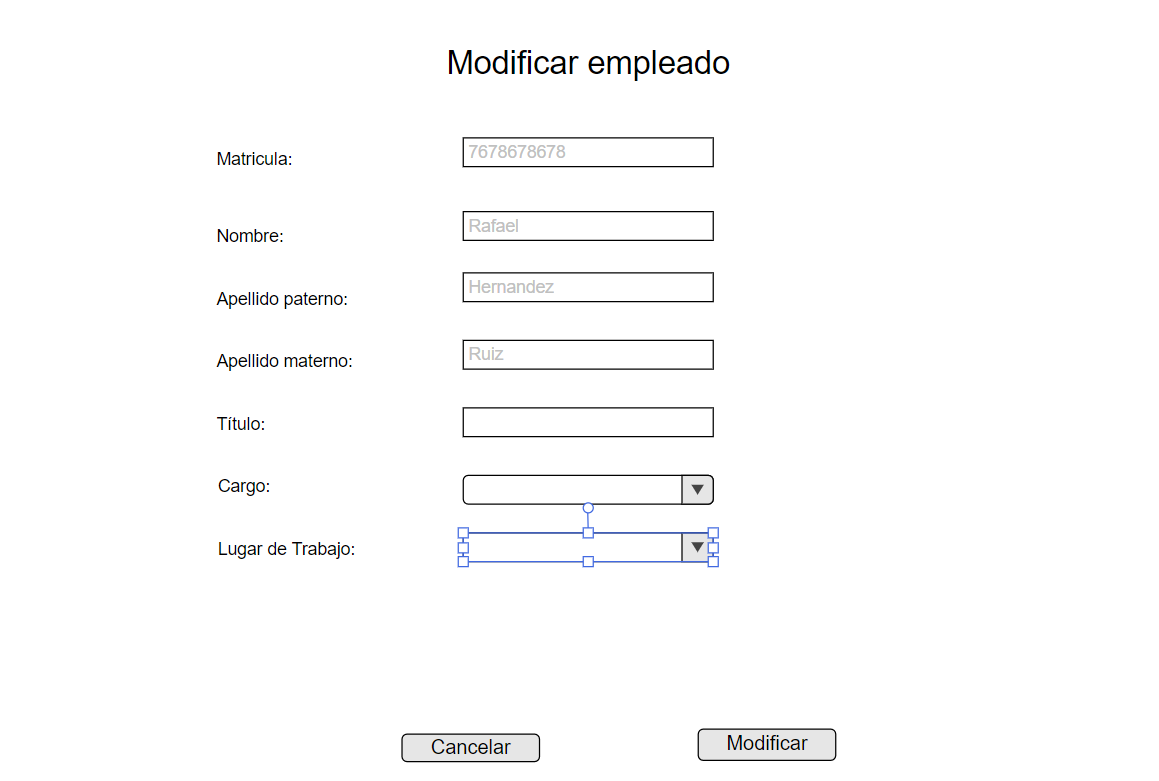 Modificar empleado
Matricula: 7678678678
Nombre: Rafael
Apellido paterno: Hernandez
Apellido materno: Ruiz
Título:
Cargo:
Lugar de Trabajo:
Cancelar Modificar